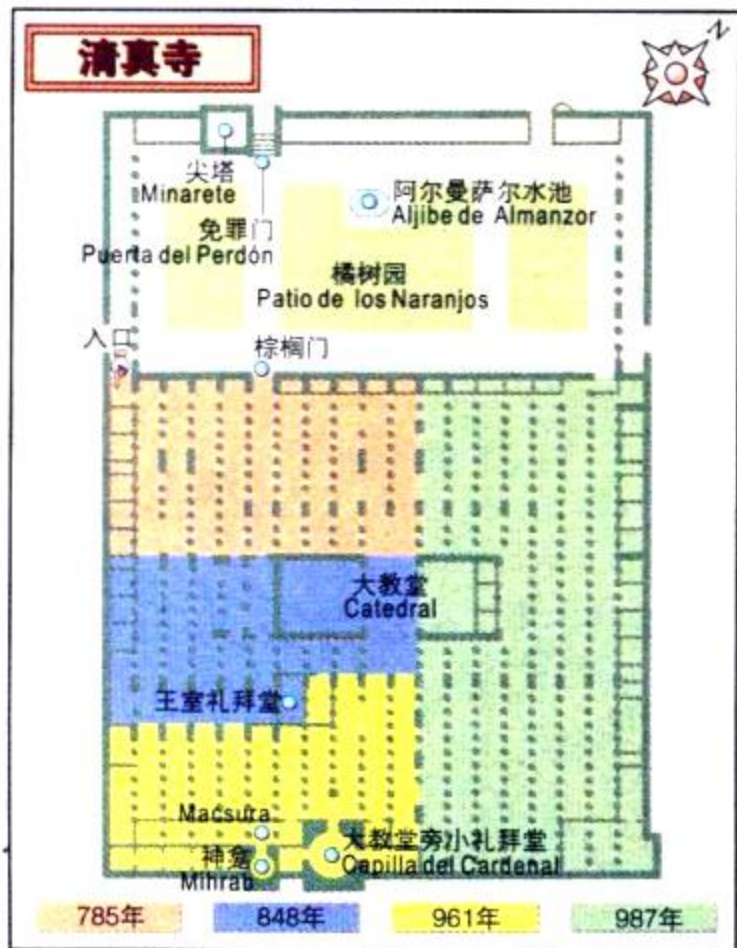 清真寺
N
尖塔
Minarete
免罪门
Puerta del Perdón
阿尔曼萨尔水池
Aljibe de Almanzor
橘树园
Patio de los Naranjos
入口
棕榈门
大教堂
Catedral
王室礼拜堂
Macsura
神龛
Mihrab
大教堂旁小礼拜堂
Capilla del Cardenal
785年
848年
961年
987年